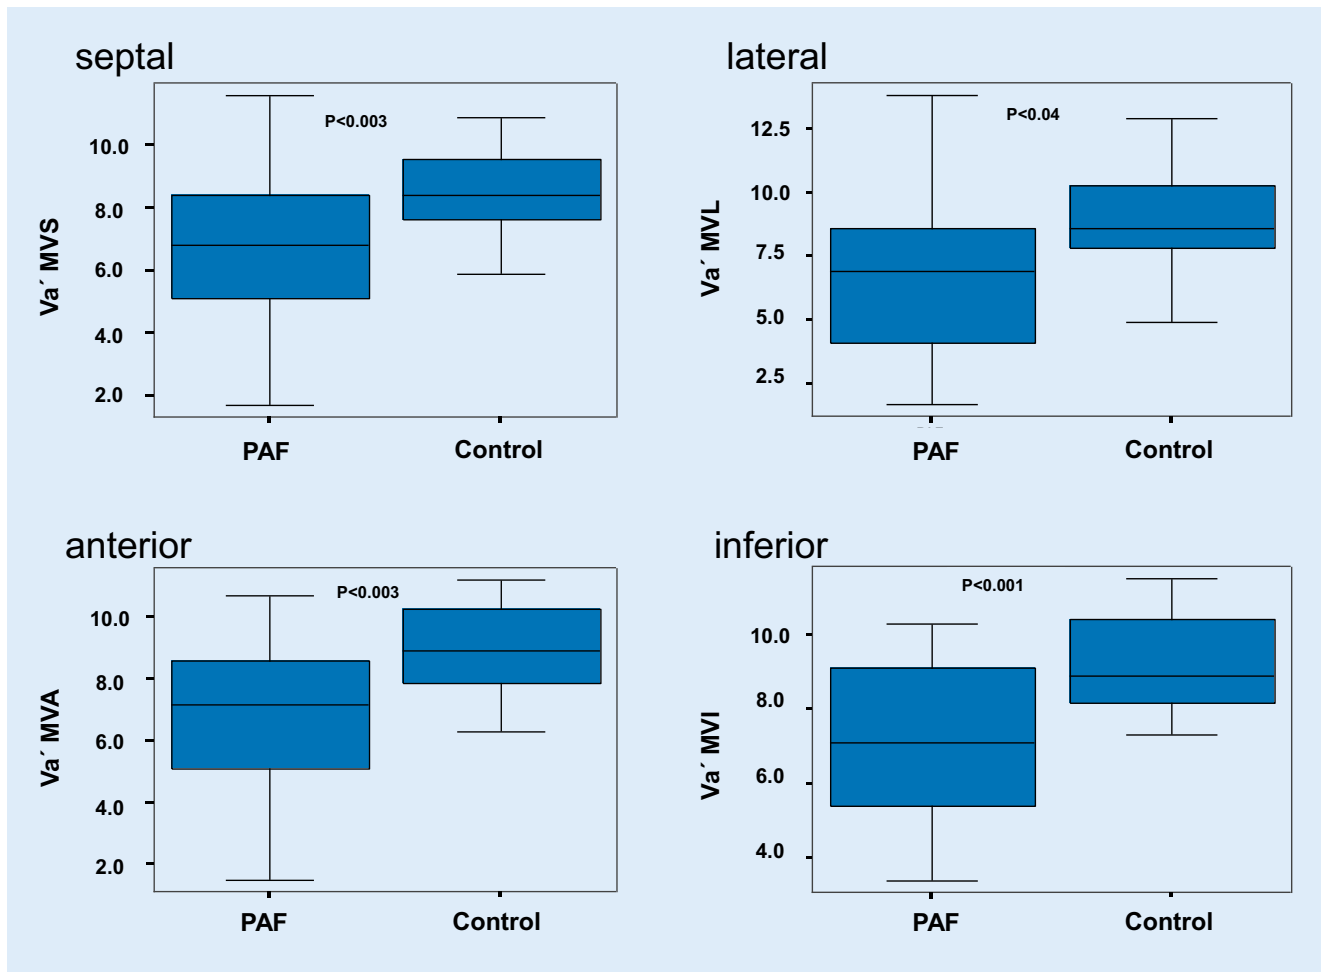 septal
P<0.003
10.0
8.0
6.0
4.0
2.0
Va´ MVS
PAF
Control
lateral
P<0.04
12.5
10.0
7.5
5.0
2.5
Va´ MVL
PAF
Control
anterior
P<0.003
10.0
8.0
6.0
4.0
2.0
Va´ MVA
PAF
Control
inferior
P<0.001
10.0
8.0
6.0
4.0
Va´ MVI
PAF
Control